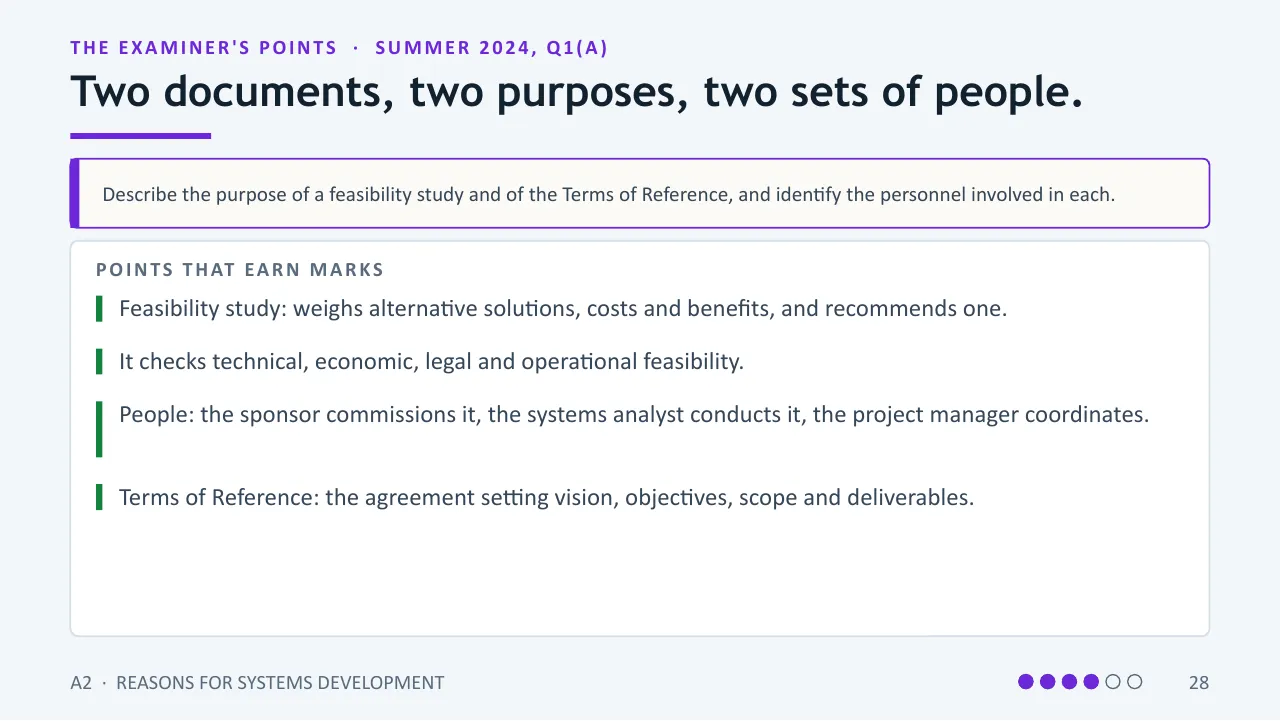 THE EXAMINER'S POINTS · SUMMER 2024, Q1(A)
Two documents, two purposes, two sets of people.
Describe the purpose of a feasibility study and of the Terms of Reference, and identify the personnel involved in each.
POINTS THAT EARN MARKS
Feasibility study: weighs alternative solutions, costs and benefits, and recommends one.
It checks technical, economic, legal and operational feasibility.
People: the sponsor commissions it, the systems analyst conducts it, the project manager coordinates.
Terms of Reference: the agreement setting vision, objectives, scope and deliverables.
A2 · REASONS FOR SYSTEMS DEVELOPMENT
28